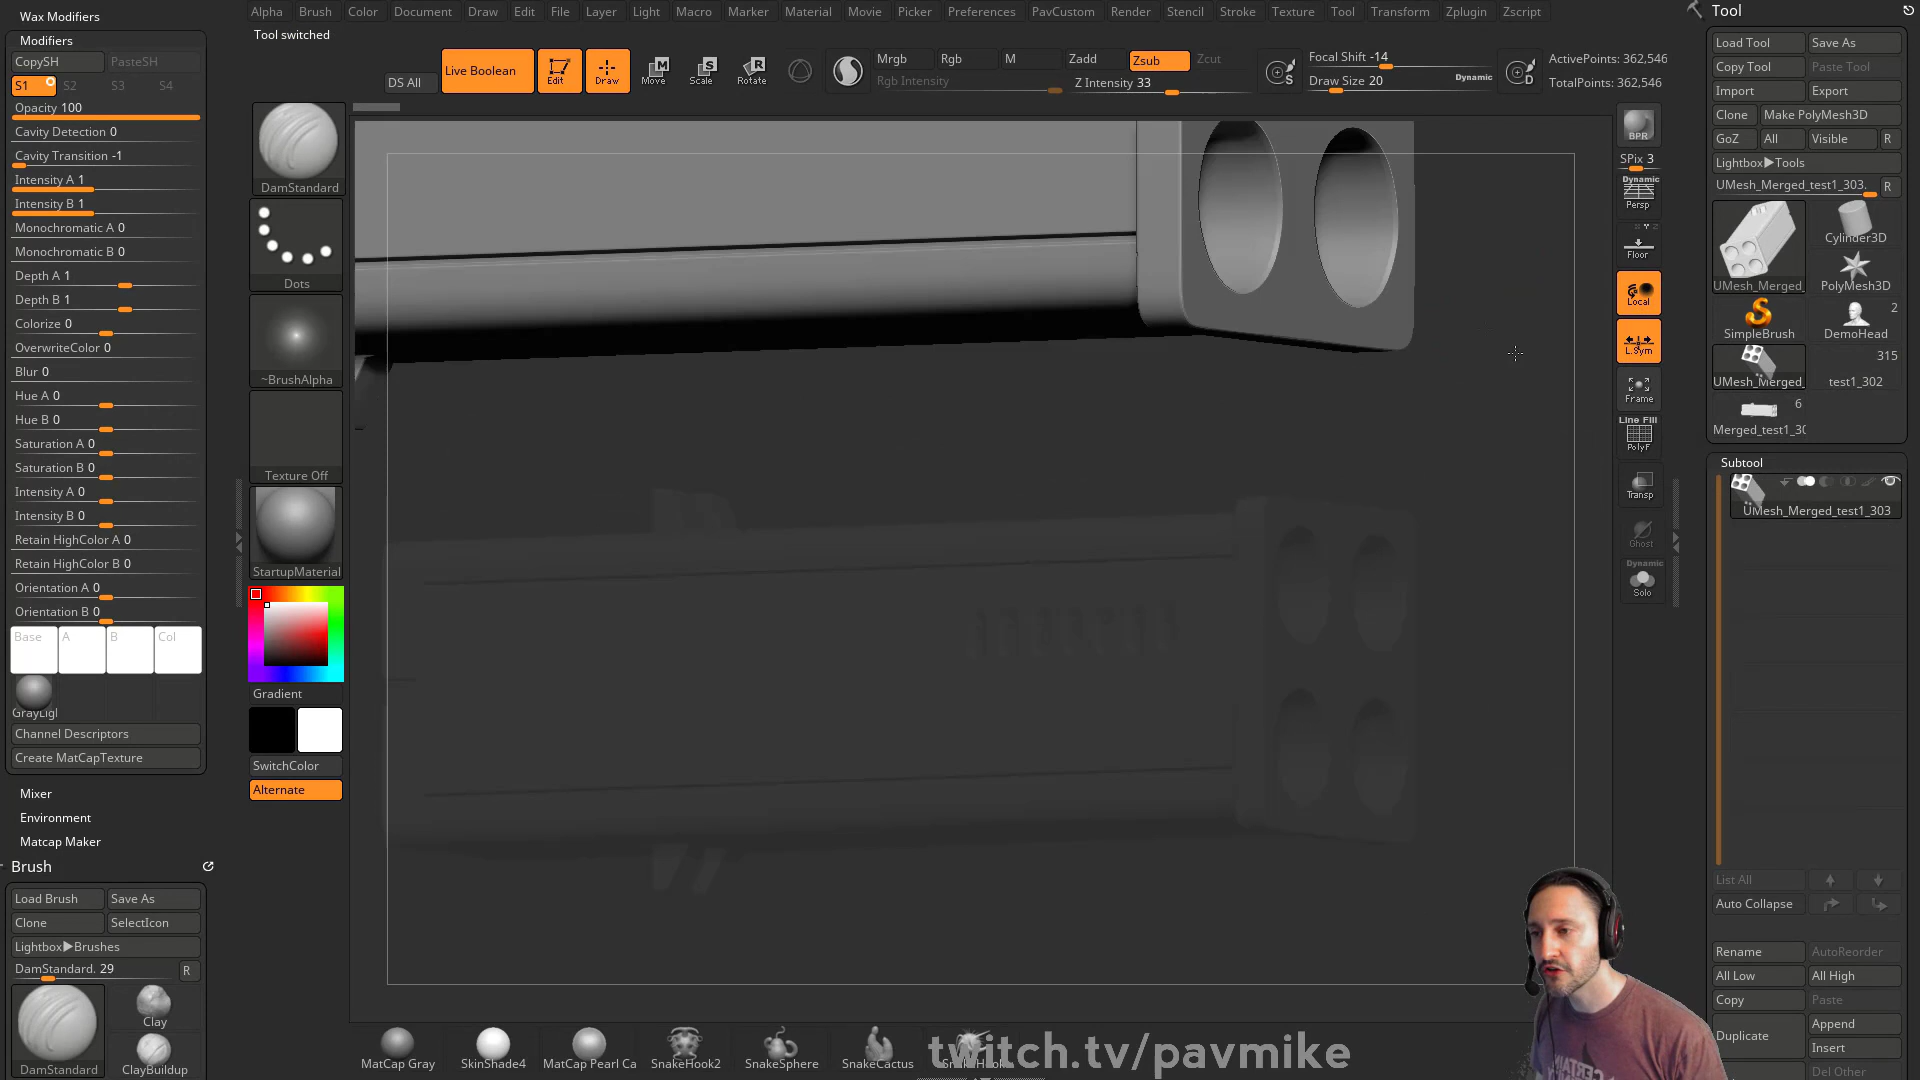 Wax Modifiers
Modifiers
CopySH PasteSH
S1 S2 S3 S4
Opacity 100
Cavity Detection 0
Cavity Transition -1
Intensity A 1
Intensity B 1
Monochromatic A 0
Monochromatic B 0
Depth A 1
Depth B 1
Colorize 0
OverwriteColor 0
Blur 0
Hue A 0
Hue B 0
Saturation A 0
Saturation B 0
Intensity A 0
Intensity B 0
Retain HighColor A 0
Retain HighColor B 0
Orientation A 0
Orientation B 0
Base A B Col
GrayLigl
Channel Descriptors
Create MatCapTexture
Mixer
Environment
Matcap Maker
Brush
Load Brush Save As
Clone SelectIcon
Lightbox▶Brushes
DamStandard. 29 R
DamStandard
Clay
ClayBuildup
Alpha Brush Color Document Draw Edit File Layer Light Macro Marker Material Movie Picker Preferences PavCustom Render Stencil Stroke Texture Tool Transform Zplugin Zscript
Tool switched
DS All
Live Boolean
Edit
Draw
Move
Scale
Rotate
Mrgb Rgb M
Rgb Intensity
Zadd Zsub Zcut
Z Intensity 33
Focal Shift -14
Draw Size 20 Dynamic
ActivePoints: 362,546
TotalPoints: 362,546
DamStandard
Dots
~BrushAlpha
Texture Off
StartupMaterial
Gradient
SwitchColor
Alternate
MatCap Gray
SkinShade4
MatCap Pearl Ca
SnakeHook2
SnakeSphere
SnakeCactus
twitch.tv/pavmike
BPR
SPix 3
Dynamic
Persp
Floor
Local
L.Sym
Frame
Line Fill
PolyF
Transp
Ghost
Dynamic
Solo
Tool
Load Tool Save As
Copy Tool Paste Tool
Import Export
Clone Make PolyMesh3D
GoZ All Visible R
Lightbox▶Tools
UMesh_Merged_test1_303. R
UMesh_Merged_
Cylinder3D
PolyMesh3D
SimpleBrush
2
DemoHead
UMesh_Merged_
315
test1_302
6
Merged_test1_30
Subtool
UMesh_Merged_test1_303
List All
Auto Collapse
Rename AutoReorder
All Low All High
Copy Paste
Duplicate
Append
Insert
Del Other